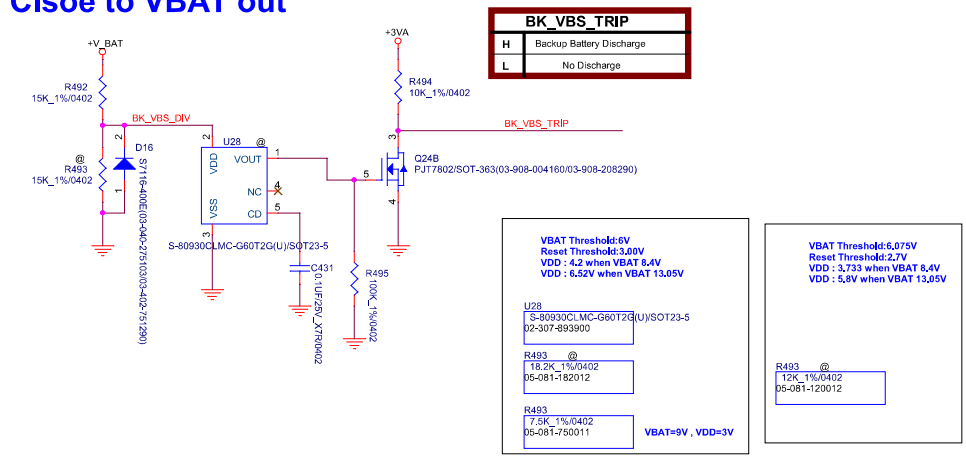 Clsoe to VBAT out
BK_VBS_TRIP
H Backup Battery Discharge
L No Discharge
+V_BAT
+3VA
R492
15K_1%/0402
R494
10K_1%/0402
BK_VBS_DIV
BK_VBS_TRIP
@
R493
15K_1%/0402
2
D16
1
S7116-400E(03-040-275103/03-402-751290)
2
U28
@
VDD
VOUT
1
NC
4
VSS
CD
5
3
S-80930CLMC-G60T2G(U)/SOT23-5
3
Q24B
5
PJT7802/SOT-363(03-908-004160/03-908-208290)
4
C431
0.1UF/25V_X7R/0402
R495
100K_1%/0402
VBAT Threshold:6V
Reset Threshold:3.00V
VDD : 4.2 when VBAT 8.4V
VDD : 6.52V when VBAT 13.05V
U28
S-80930CLMC-G60T2G(U)/SOT23-5
02-307-893900
R493 @
18.2K_1%/0402
05-081-182012
R493
7.5K_1%/0402
05-081-750011
VBAT=9V , VDD=3V
VBAT Threshold:6.075V
Reset Threshold:2.7V
VDD : 3.733 when VBAT 8.4V
VDD : 5.8V when VBAT 13.05V
R493 @
12K_1%/0402
05-081-120012